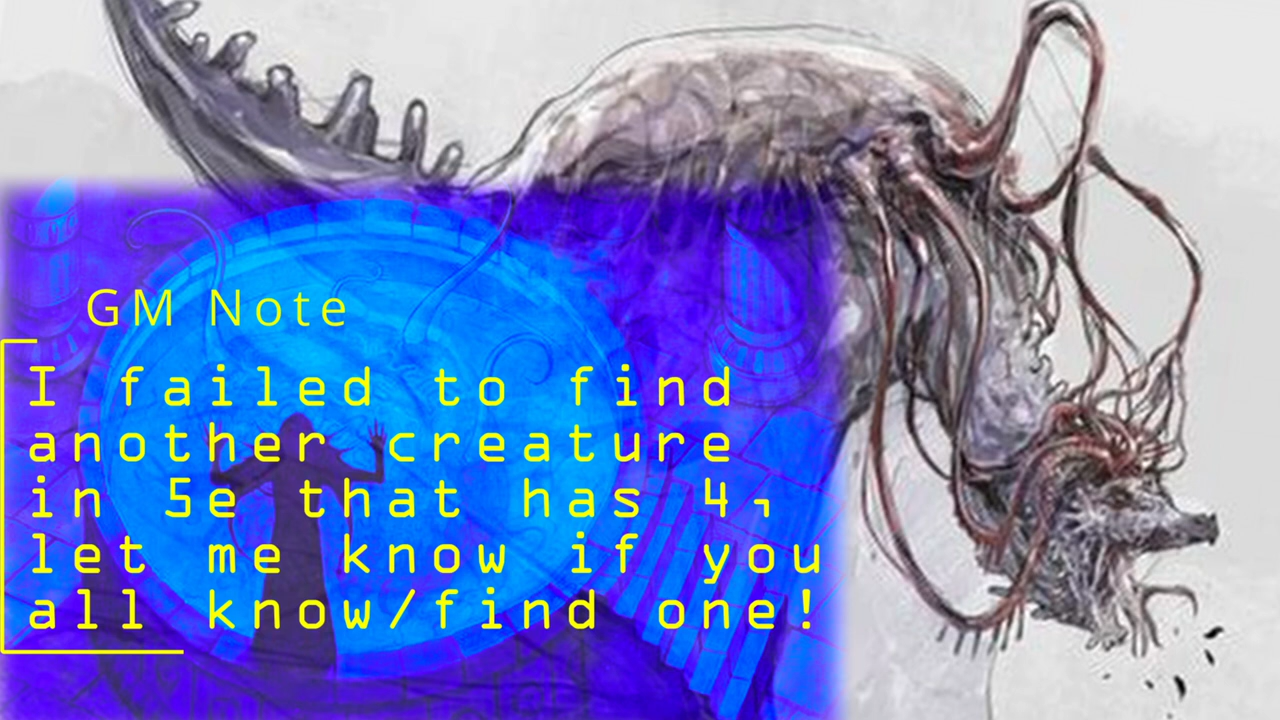 GM Note
I failed to find
another creature
in 5e that has 4,
let me know if you
all know/find one!